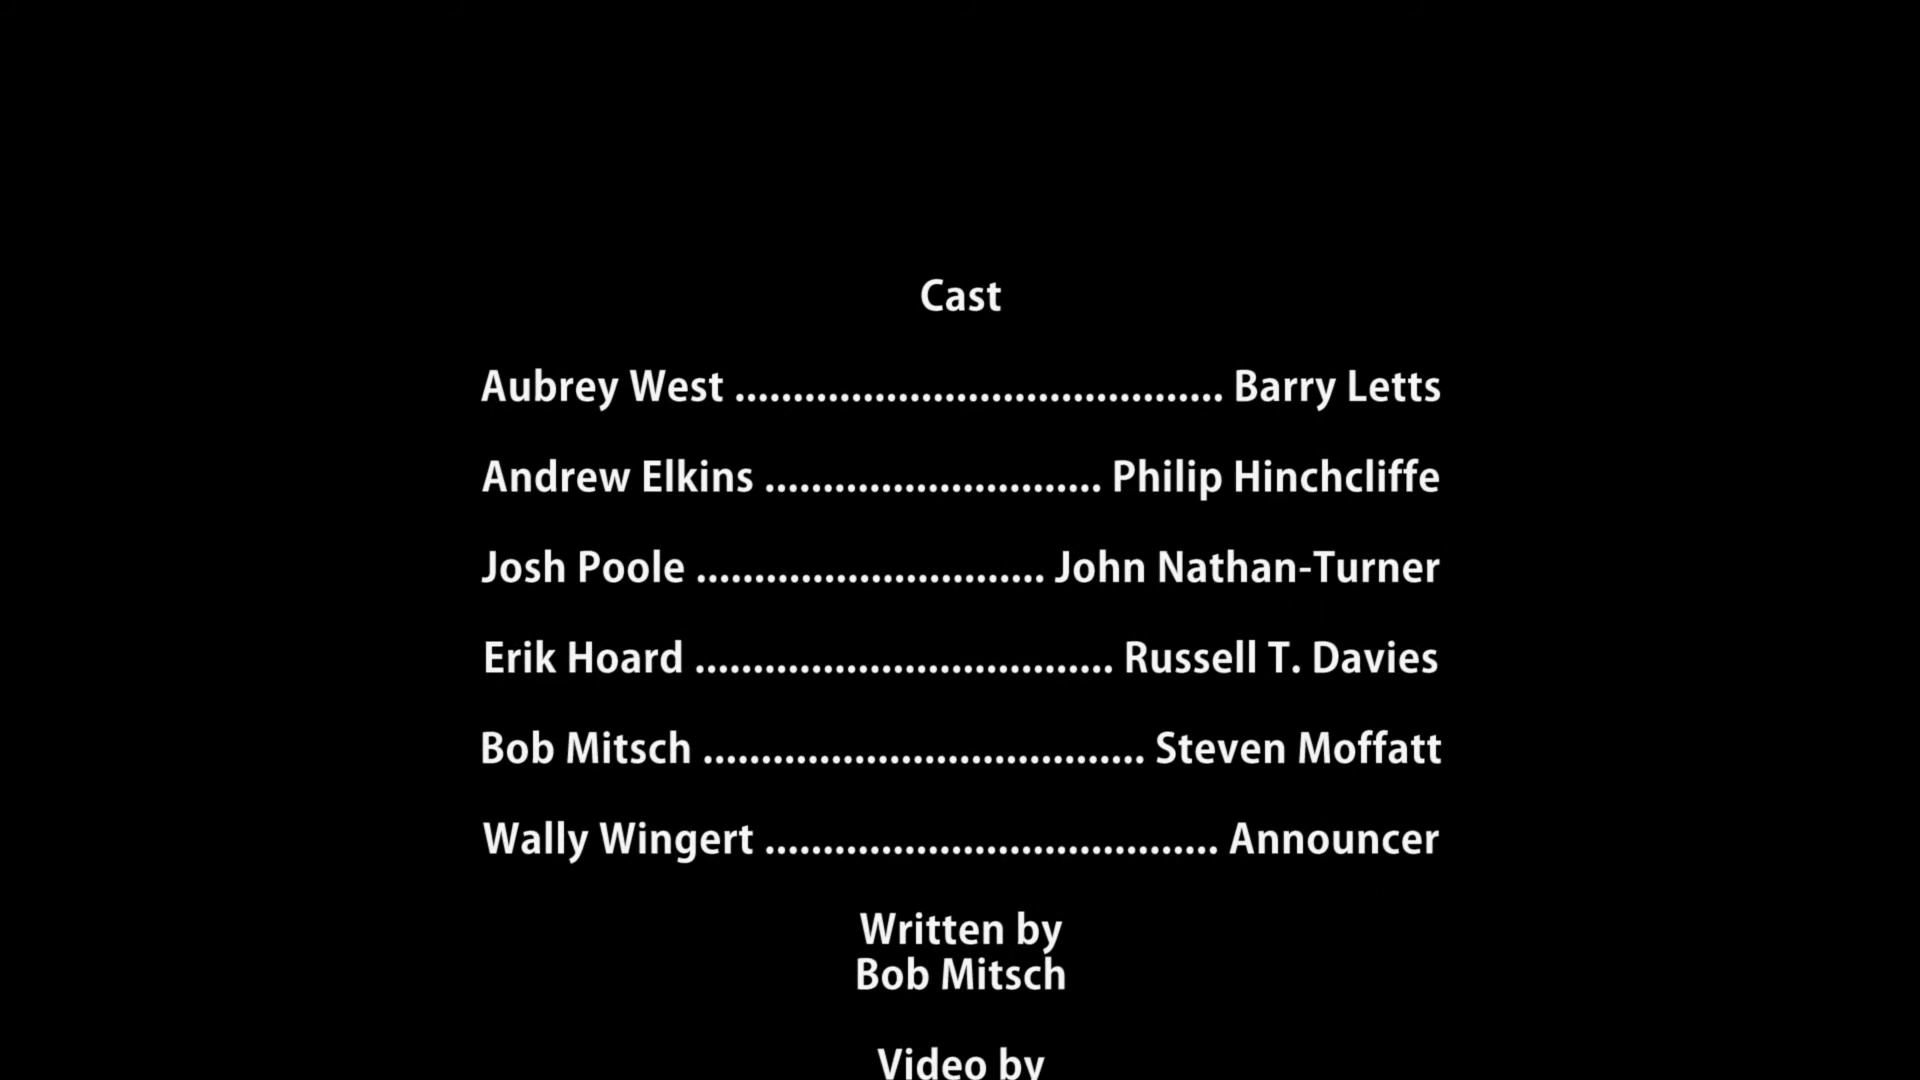 Cast
Aubrey West .......................................... Barry Letts
Andrew Elkins ............................. Philip Hinchcliffe
Josh Poole .............................. John Nathan-Turner
Erik Hoard .................................... Russell T. Davies
Bob Mitsch ...................................... Steven Moffatt
Wally Wingert ....................................... Announcer
Written by
Bob Mitsch
Video by